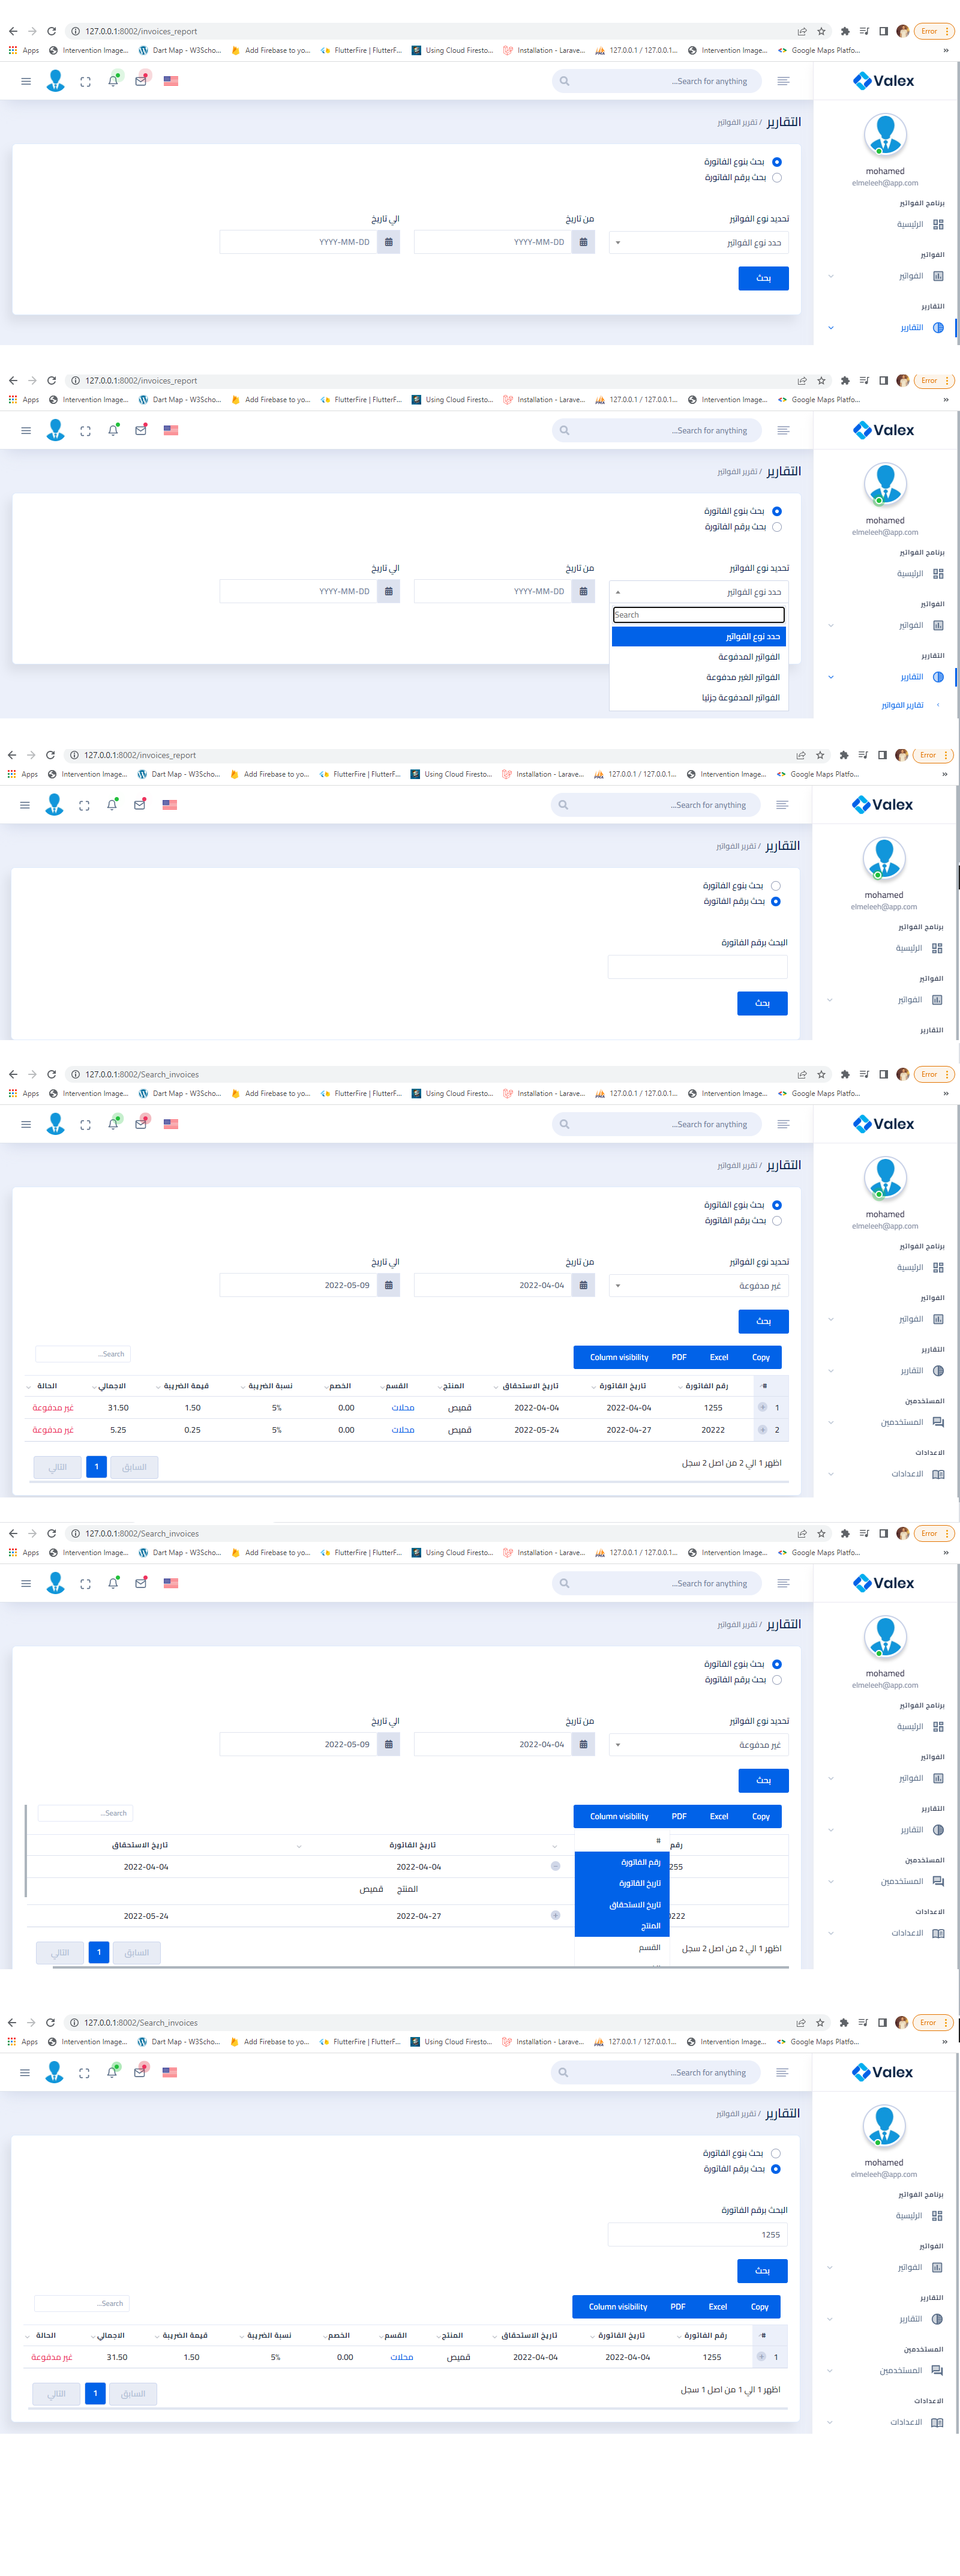 127.0.0.1:8002/invoices_report
Error
Apps Intervention Image... Dart Map - W3Scho... Add Firebase to yo... FlutterFire | FlutterF... Using Cloud Firesto... Installation - Larave... 127.0.0.1 / 127.0.0.1... Intervention Image... Google Maps Platfo... »
Valex
Search for anything...
mohamed
elmeleeh@app.com
برنامج الفواتير
الرئيسية
الفواتير
الفواتير
التقارير
التقارير
التقارير / تقرير الفواتير
بحث بنوع الفاتورة
بحث برقم الفاتورة
تحديد نوع الفواتير
من تاريخ
الي تاريخ
حدد نوع الفواتير
YYYY-MM-DD
YYYY-MM-DD
بحث
127.0.0.1:8002/invoices_report
Error
Apps Intervention Image... Dart Map - W3Scho... Add Firebase to yo... FlutterFire | FlutterF... Using Cloud Firesto... Installation - Larave... 127.0.0.1 / 127.0.0.1... Intervention Image... Google Maps Platfo... »
Valex
Search for anything...
mohamed
elmeleeh@app.com
برنامج الفواتير
الرئيسية
الفواتير
الفواتير
التقارير
التقارير
تقارير الفواتير
التقارير / تقرير الفواتير
بحث بنوع الفاتورة
بحث برقم الفاتورة
تحديد نوع الفواتير
من تاريخ
الي تاريخ
حدد نوع الفواتير
YYYY-MM-DD
YYYY-MM-DD
Search
حدد نوع الفواتير
الفواتير المدفوعة
الفواتير الغير مدفوعة
الفواتير المدفوعة جزئيا
127.0.0.1:8002/invoices_report
Error
Apps Intervention Image... Dart Map - W3Scho... Add Firebase to yo... FlutterFire | FlutterF... Using Cloud Firesto... Installation - Larave... 127.0.0.1 / 127.0.0.1... Intervention Image... Google Maps Platfo... »
Valex
Search for anything...
mohamed
elmeleeh@app.com
برنامج الفواتير
الرئيسية
الفواتير
الفواتير
التقارير
التقارير / تقرير الفواتير
بحث بنوع الفاتورة
بحث برقم الفاتورة
البحث برقم الفاتورة
بحث
127.0.0.1:8002/Search_invoices
Error
Apps Intervention Image... Dart Map - W3Scho... Add Firebase to yo... FlutterFire | FlutterF... Using Cloud Firesto... Installation - Larave... 127.0.0.1 / 127.0.0.1... Intervention Image... Google Maps Platfo... »
Valex
Search for anything...
mohamed
elmeleeh@app.com
برنامج الفواتير
الرئيسية
الفواتير
الفواتير
التقارير
التقارير
المستخدمين
المستخدمين
الاعدادات
الاعدادات
التقارير / تقرير الفواتير
بحث بنوع الفاتورة
بحث برقم الفاتورة
تحديد نوع الفواتير
من تاريخ
الي تاريخ
غير مدفوعة
2022-04-04
2022-05-09
بحث
Copy Excel PDF Column visibility
Search...
# رقم الفاتورة تاريخ القاتورة تاريخ الاستحقاق المنتج القسم الخصم نسبة الضريبة قيمة الضريبة الاجمالي الحالة
1 1255 2022-04-04 2022-04-04 قميص محلات 0.00 5% 1.50 31.50 غير مدفوعة
2 20222 2022-04-27 2022-05-24 قميص محلات 0.00 5% 0.25 5.25 غير مدفوعة
اظهر 1 الي 2 من اصل 2 سجل
السابق 1 التالي
127.0.0.1:8002/Search_invoices
Error
Apps Intervention Image... Dart Map - W3Scho... Add Firebase to yo... FlutterFire | FlutterF... Using Cloud Firesto... Installation - Larave... 127.0.0.1 / 127.0.0.1... Intervention Image... Google Maps Platfo... »
Valex
Search for anything...
mohamed
elmeleeh@app.com
برنامج الفواتير
الرئيسية
الفواتير
الفواتير
التقارير
التقارير
المستخدمين
المستخدمين
الاعدادات
الاعدادات
التقارير / تقرير الفواتير
بحث بنوع الفاتورة
بحث برقم الفاتورة
تحديد نوع الفواتير
من تاريخ
الي تاريخ
غير مدفوعة
2022-04-04
2022-05-09
بحث
Copy Excel PDF Column visibility
Search...
رقم تاريخ القاتورة تاريخ الاستحقاق
255 2022-04-04 2022-04-04
المنتج قميص
0222 2022-04-27 2022-05-24
#
رقم الفاتورة
تاريخ القاتورة
تاريخ الاستحقاق
المنتج
القسم
اظهر 1 الي 2 من اصل 2 سجل
السابق 1 التالي
127.0.0.1:8002/Search_invoices
Error
Apps Intervention Image... Dart Map - W3Scho... Add Firebase to yo... FlutterFire | FlutterF... Using Cloud Firesto... Installation - Larave... 127.0.0.1 / 127.0.0.1... Intervention Image... Google Maps Platfo... »
Valex
Search for anything...
mohamed
elmeleeh@app.com
برنامج الفواتير
الرئيسية
الفواتير
الفواتير
التقارير
التقارير
المستخدمين
المستخدمين
الاعدادات
الاعدادات
التقارير / تقرير الفواتير
بحث بنوع الفاتورة
بحث برقم الفاتورة
البحث برقم الفاتورة
1255
بحث
Copy Excel PDF Column visibility
Search...
# رقم الفاتورة تاريخ القاتورة تاريخ الاستحقاق المنتج القسم الخصم نسبة الضريبة قيمة الضريبة الاجمالي الحالة
1 1255 2022-04-04 2022-04-04 قميص محلات 0.00 5% 1.50 31.50 غير مدفوعة
اظهر 1 الي 1 من اصل 1 سجل
السابق 1 التالي